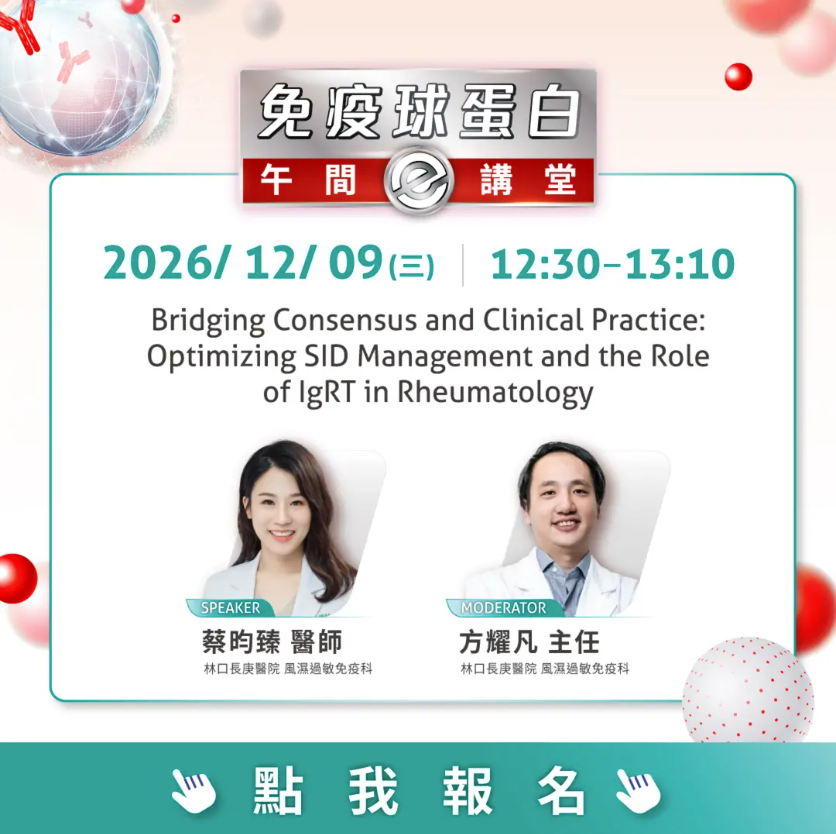 免疫球蛋白
午間 e 講堂
2026/ 12/ 09(三) 12:30-13:10
Bridging Consensus and Clinical Practice:
Optimizing SID Management and the Role
of IgRT in Rheumatology
SPEAKER
蔡昀臻 醫師
林口長庚醫院 風濕過敏免疫科
MODERATOR
方耀凡 主任
林口長庚醫院 風濕過敏免疫科
點我報名